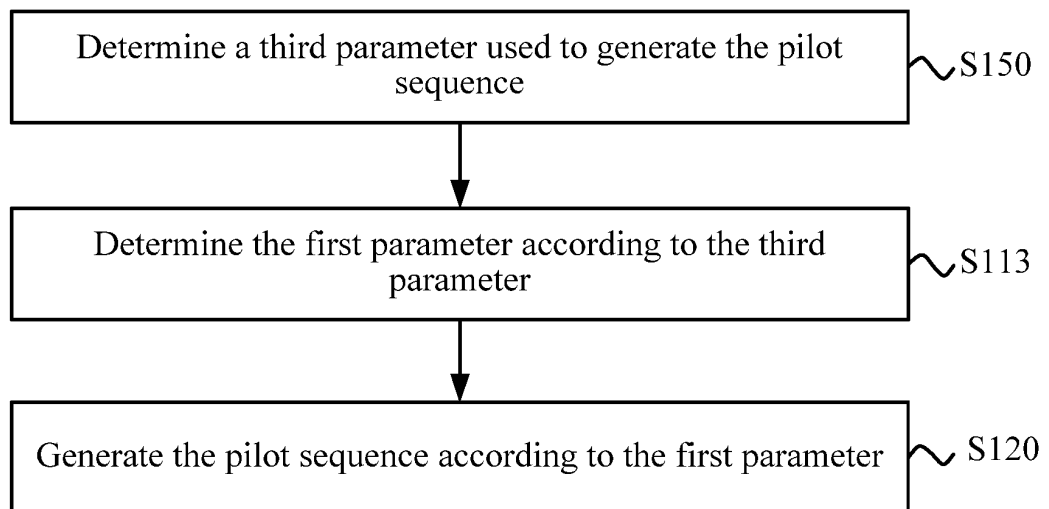 Determine a third parameter used to generate the pilot
sequence
S150
Determine the first parameter according to the third
parameter
S113
Generate the pilot sequence according to the first parameter
S120